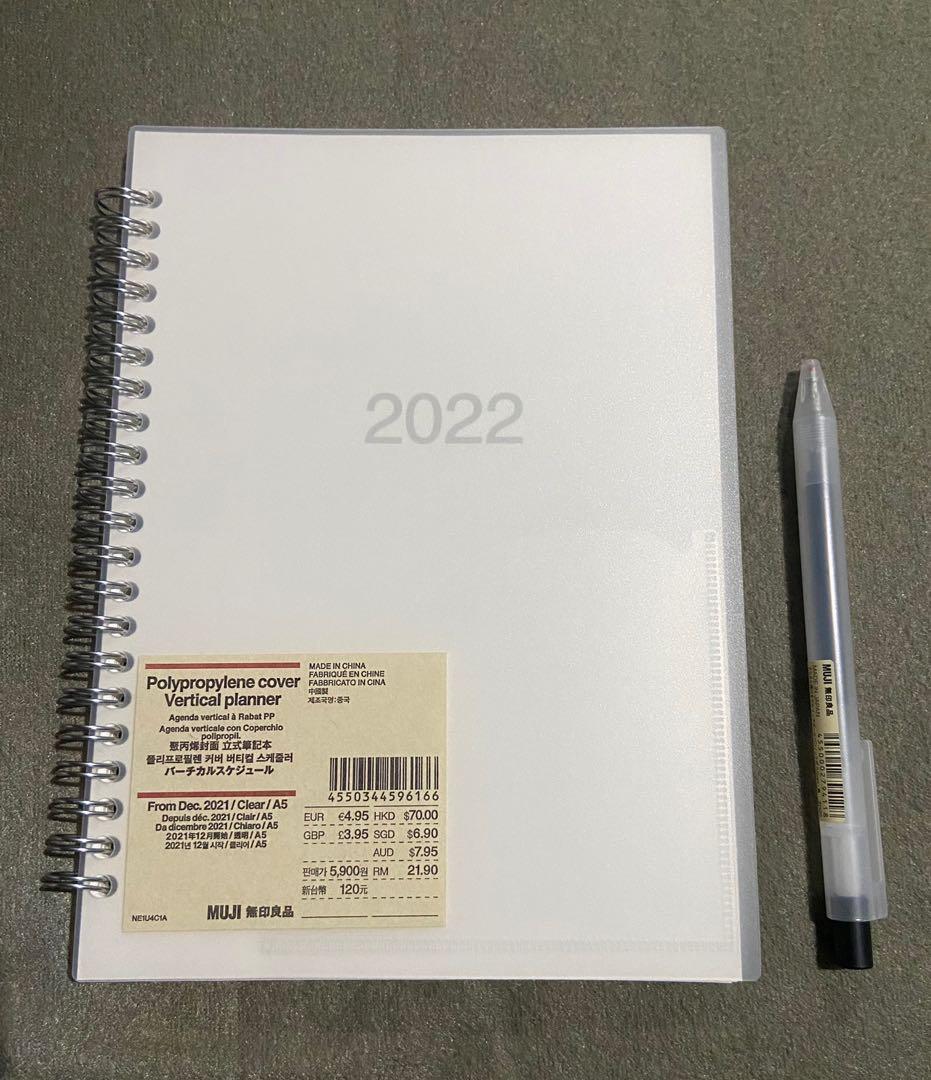 2022
Polypropylene cover
Vertical planner
Agenda vertical à Rabat PP
Agenda verticale con Coperchio
polipropil.
聚丙烯封面 立式筆記本
폴리프로필렌 커버 버티컬 스케줄러
バーチカルスケジュール
From Dec. 2021 / Clear / A5
Depuis déc. 2021 / Clair / A5
Da dicembre 2021 / Chiaro / A5
2021年12月開始 / 透明 / A5
2021년 12월 시작 / 클리어 / A5
NE1U4C1A
MUJI 無印良品
MADE IN CHINA
FABRIQUÉ EN CHINE
FABBRICATO IN CINA
中國製
제조국명:중국
4550344596166
EUR €4.95 HKD $70.00
GBP £3.95 SGD $6.90
AUD $7.95
판매가 5,900원 RM 21.90
新台幣 120元
MUJI 無印良品
MADE IN JAPAN